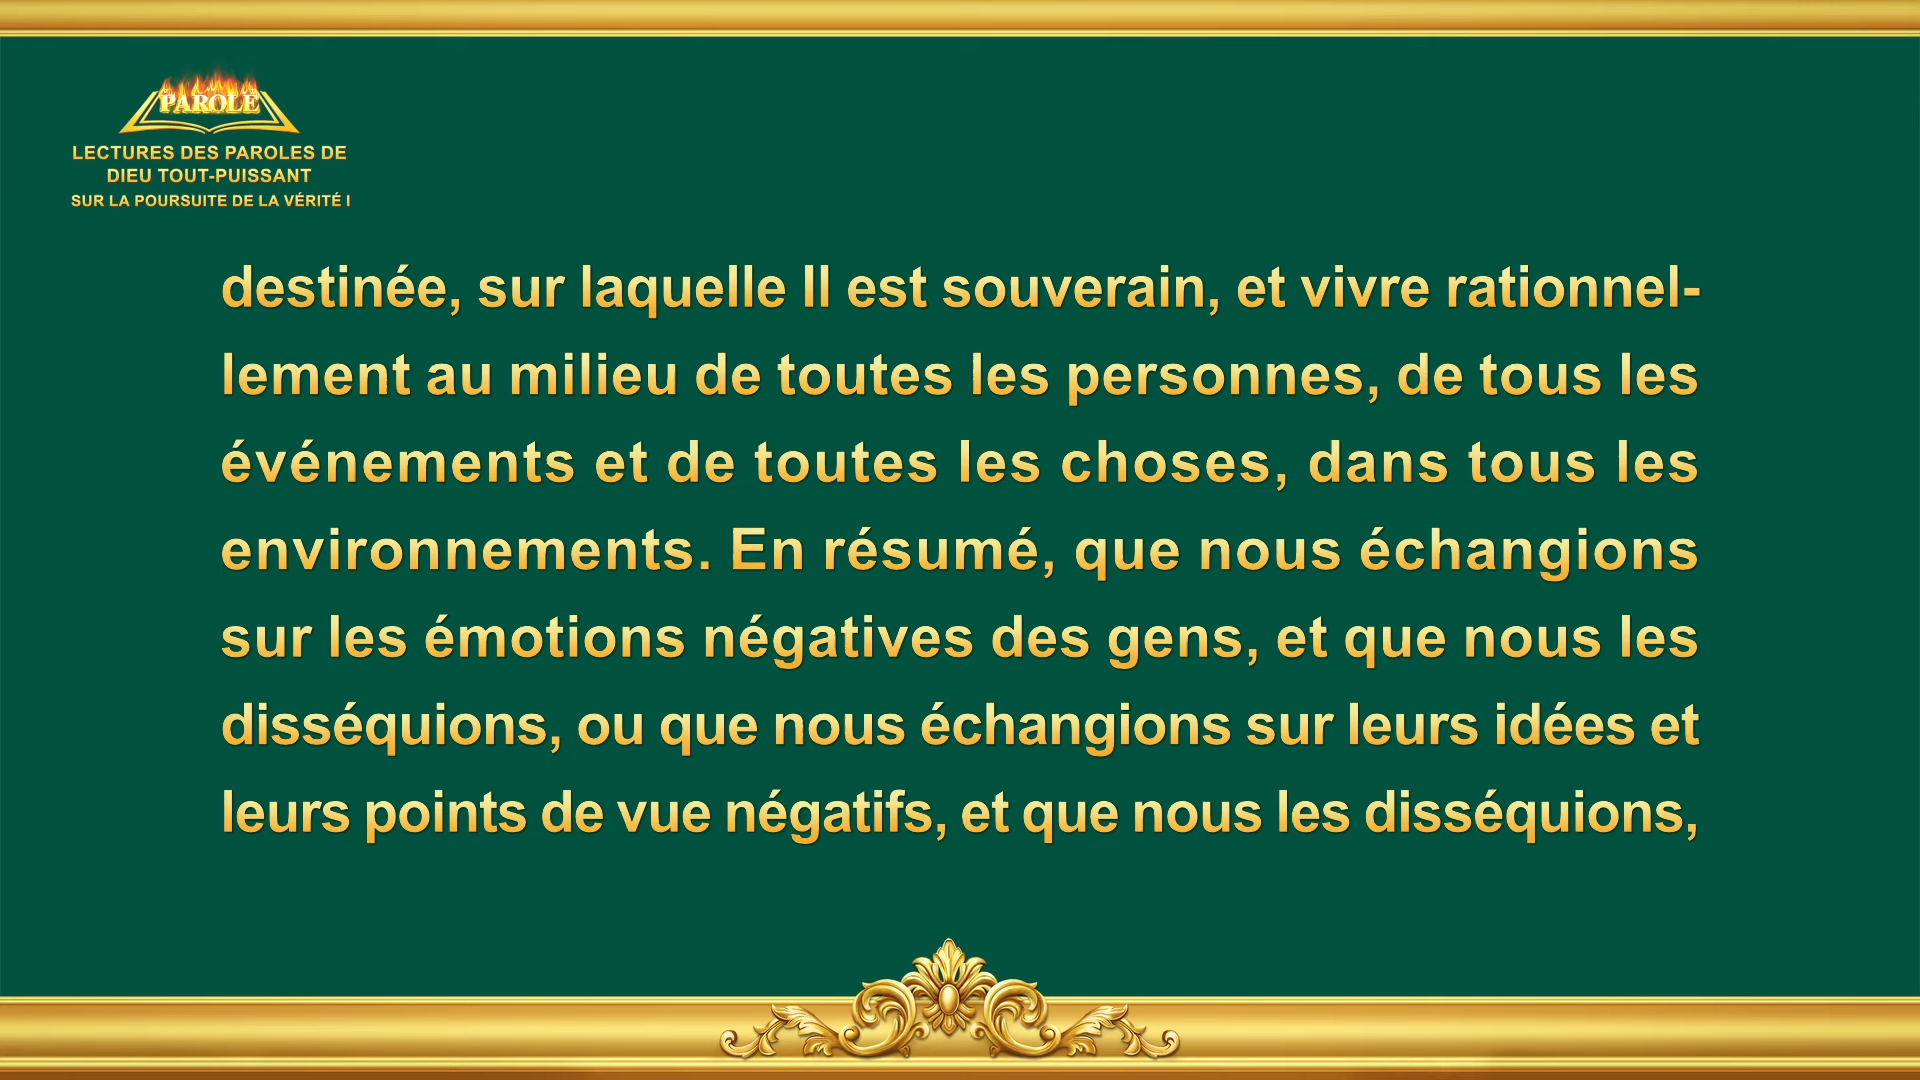 PAROLE
LECTURES DES PAROLES DE
DIEU TOUT-PUISSANT
SUR LA POURSUITE DE LA VÉRITÉ I
destinée, sur laquelle Il est souverain, et vivre rationnel-
lement au milieu de toutes les personnes, de tous les
événements et de toutes les choses, dans tous les
environnements. En résumé, que nous échangions
sur les émotions négatives des gens, et que nous les
disséquions, ou que nous échangions sur leurs idées et
leurs points de vue négatifs, et que nous les disséquions,